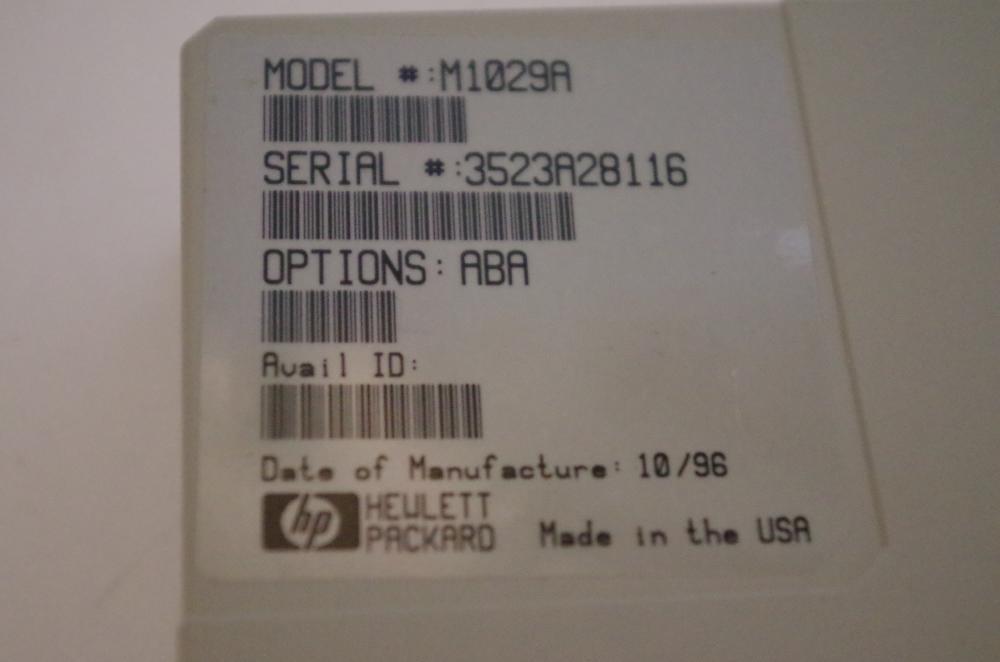 MODEL #:M1029A
SERIAL #:3523A28116
OPTIONS: ABA
Avail ID:
Date of Manufacture: 10/96
hp HEWLETT
PACKARD Made in the USA